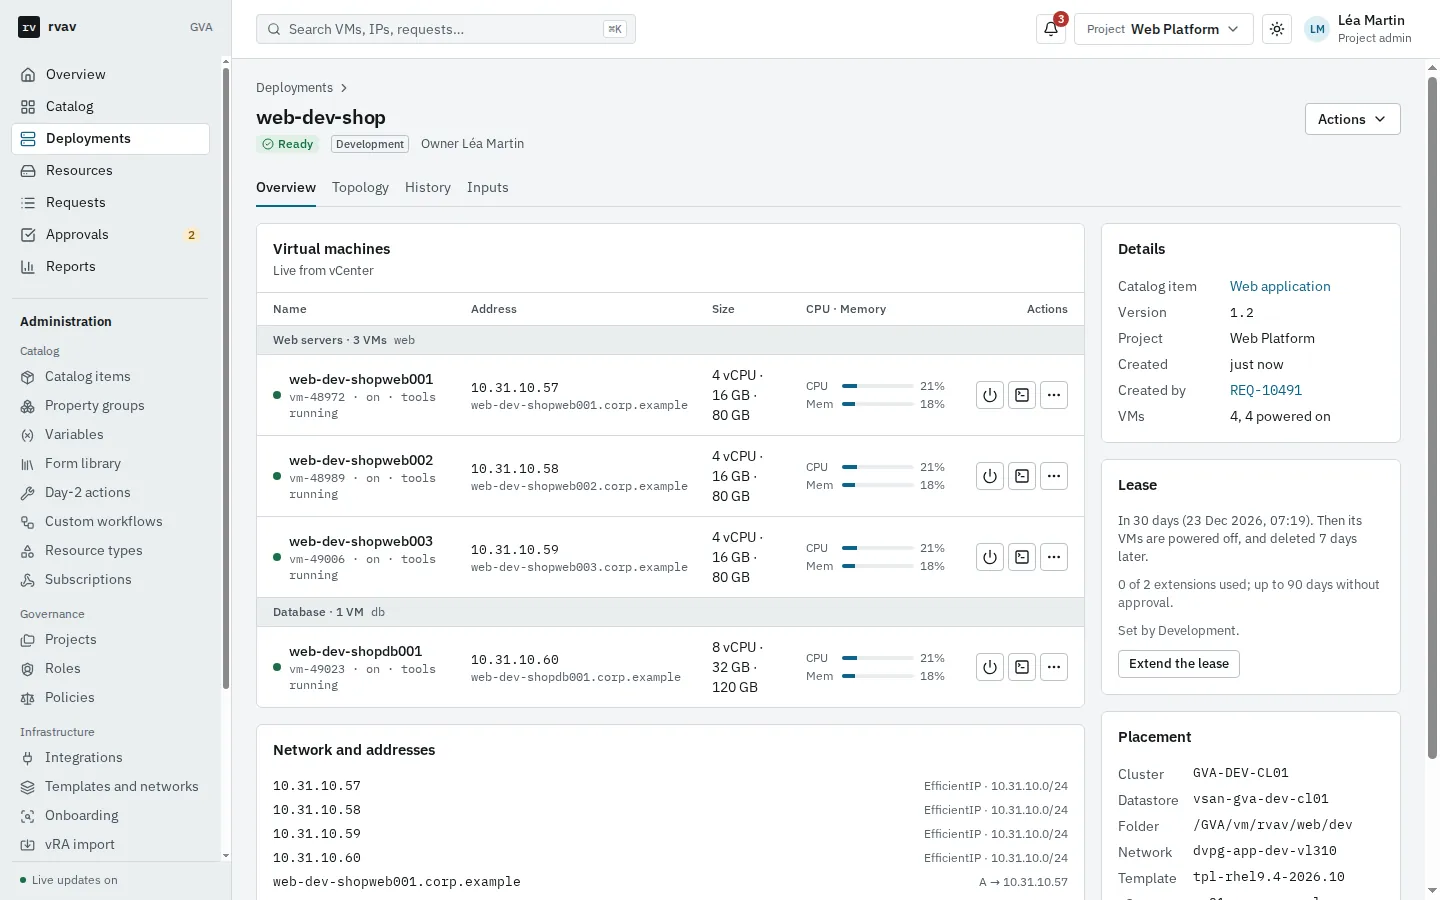 rv rvav GVA
Search VMs, IPs, requests... ⌘K
3
Project Web Platform
LM
Léa Martin
Project admin
Overview
Catalog
Deployments
Resources
Requests
Approvals 2
Reports
Administration
Catalog
Catalog items
Property groups
Variables
Form library
Day-2 actions
Custom workflows
Resource types
Subscriptions
Governance
Projects
Roles
Policies
Infrastructure
Integrations
Templates and networks
Onboarding
vRA import
Live updates on
Deployments
web-dev-shop
Ready Development Owner Léa Martin
Actions
Overview Topology History Inputs
Virtual machines
Live from vCenter
Name Address Size CPU · Memory Actions
Web servers · 3 VMs web
web-dev-shopweb001
vm-48972 · on · tools
running
10.31.10.57
web-dev-shopweb001.corp.example
4 vCPU ·
16 GB ·
80 GB
CPU 21%
Mem 18%
web-dev-shopweb002
vm-48989 · on · tools
running
10.31.10.58
web-dev-shopweb002.corp.example
4 vCPU ·
16 GB ·
80 GB
CPU 21%
Mem 18%
web-dev-shopweb003
vm-49006 · on · tools
running
10.31.10.59
web-dev-shopweb003.corp.example
4 vCPU ·
16 GB ·
80 GB
CPU 21%
Mem 18%
Database · 1 VM db
web-dev-shopdb001
vm-49023 · on · tools
running
10.31.10.60
web-dev-shopdb001.corp.example
8 vCPU ·
32 GB ·
120 GB
CPU 21%
Mem 18%
Network and addresses
10.31.10.57 EfficientIP · 10.31.10.0/24
10.31.10.58 EfficientIP · 10.31.10.0/24
10.31.10.59 EfficientIP · 10.31.10.0/24
10.31.10.60 EfficientIP · 10.31.10.0/24
web-dev-shopweb001.corp.example A → 10.31.10.57
Details
Catalog item Web application
Version 1.2
Project Web Platform
Created just now
Created by REQ-10491
VMs 4, 4 powered on
Lease
In 30 days (23 Dec 2026, 07:19). Then its
VMs are powered off, and deleted 7 days
later.
0 of 2 extensions used; up to 90 days without
approval.
Set by Development.
Extend the lease
Placement
Cluster GVA-DEV-CL01
Datastore vsan-gva-dev-cl01
Folder /GVA/vm/rvav/web/dev
Network dvpg-app-dev-vl310
Template tpl-rhel9.4-2026.10